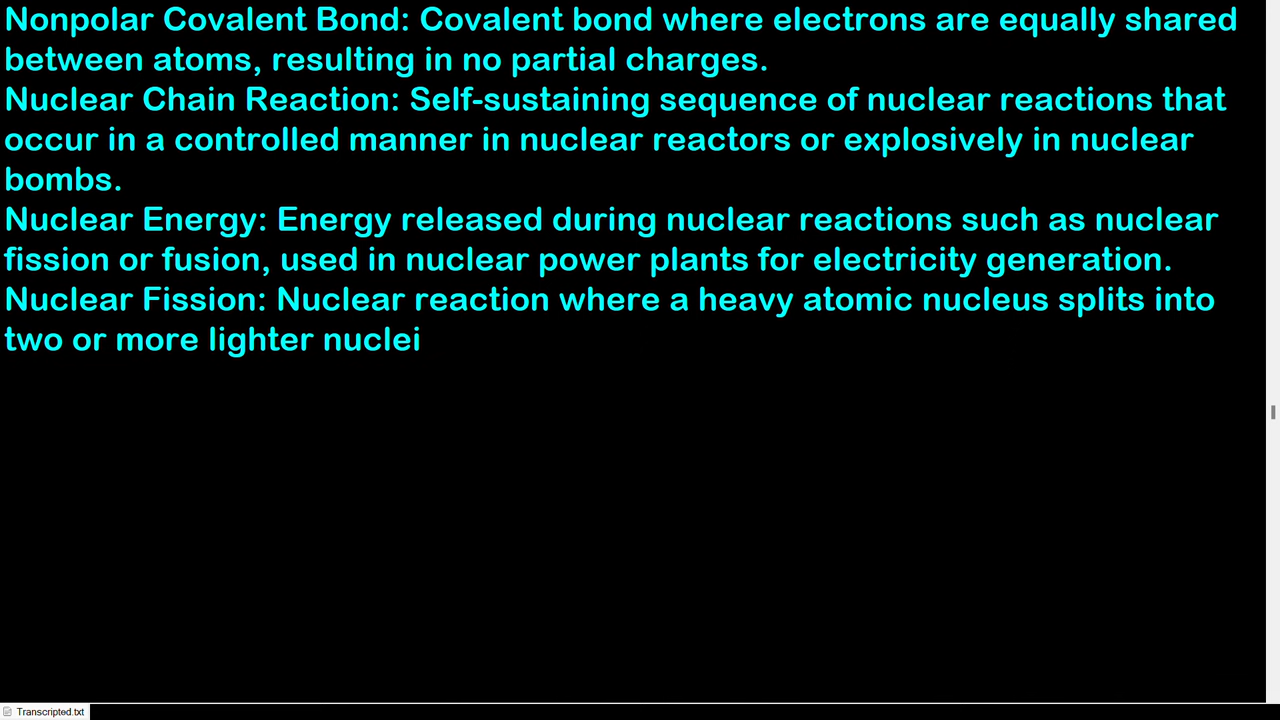 Nonpolar Covalent Bond: Covalent bond where electrons are equally shared
between atoms, resulting in no partial charges.
Nuclear Chain Reaction: Self-sustaining sequence of nuclear reactions that
occur in a controlled manner in nuclear reactors or explosively in nuclear
bombs.
Nuclear Energy: Energy released during nuclear reactions such as nuclear
fission or fusion, used in nuclear power plants for electricity generation.
Nuclear Fission: Nuclear reaction where a heavy atomic nucleus splits into
two or more lighter nuclei
Transcripted.txt